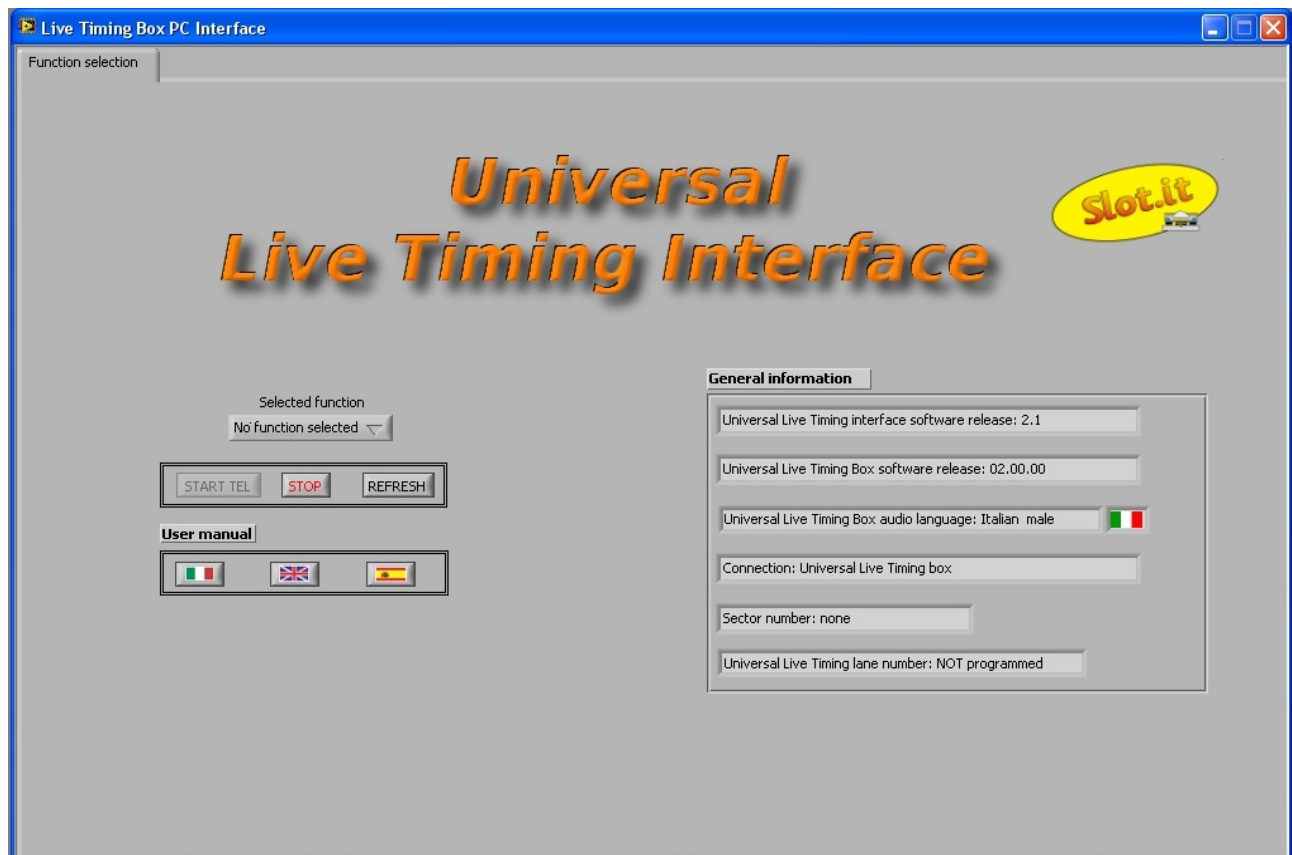 Live Timing Box PC Interface
Function selection
Universal
Live Timing Interface
Slot.it
Selected function
No function selected
START TEL
STOP
REFRESH
User manual
General information
Universal Live Timing interface software release: 2.1
Universal Live Timing Box software release: 02.00.00
Universal Live Timing Box audio language: Italian  male
Connection: Universal Live Timing box
Sector number: none
Universal Live Timing lane number: NOT programmed